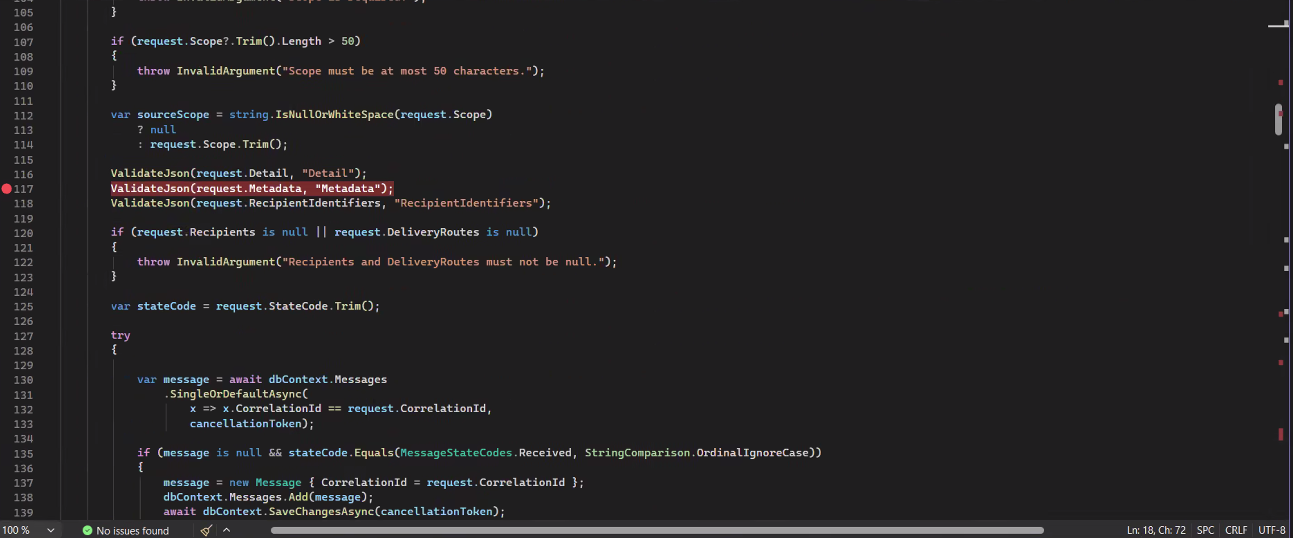 105 }
106
107 if (request.Scope?.Trim().Length > 50)
108 {
109 throw InvalidArgument("Scope must be at most 50 characters.");
110 }
111
112 var sourceScope = string.IsNullOrWhiteSpace(request.Scope)
113 ? null
114 : request.Scope.Trim();
115
116 ValidateJson(request.Detail, "Detail");
117 ValidateJson(request.Metadata, "Metadata");
118 ValidateJson(request.RecipientIdentifiers, "RecipientIdentifiers");
119
120 if (request.Recipients is null || request.DeliveryRoutes is null)
121 {
122 throw InvalidArgument("Recipients and DeliveryRoutes must not be null.");
123 }
124
125 var stateCode = request.StateCode.Trim();
126
127 try
128 {
129
130 var message = await dbContext.Messages
131 .SingleOrDefaultAsync(
132 x => x.CorrelationId == request.CorrelationId,
133 cancellationToken);
134
135 if (message is null && stateCode.Equals(MessageStateCodes.Received, StringComparison.OrdinalIgnoreCase))
136 {
137 message = new Message { CorrelationId = request.CorrelationId };
138 dbContext.Messages.Add(message);
139 await dbContext.SaveChangesAsync(cancellationToken);
100 % No issues found Ln: 18, Ch: 72 SPC CRLF UTF-8